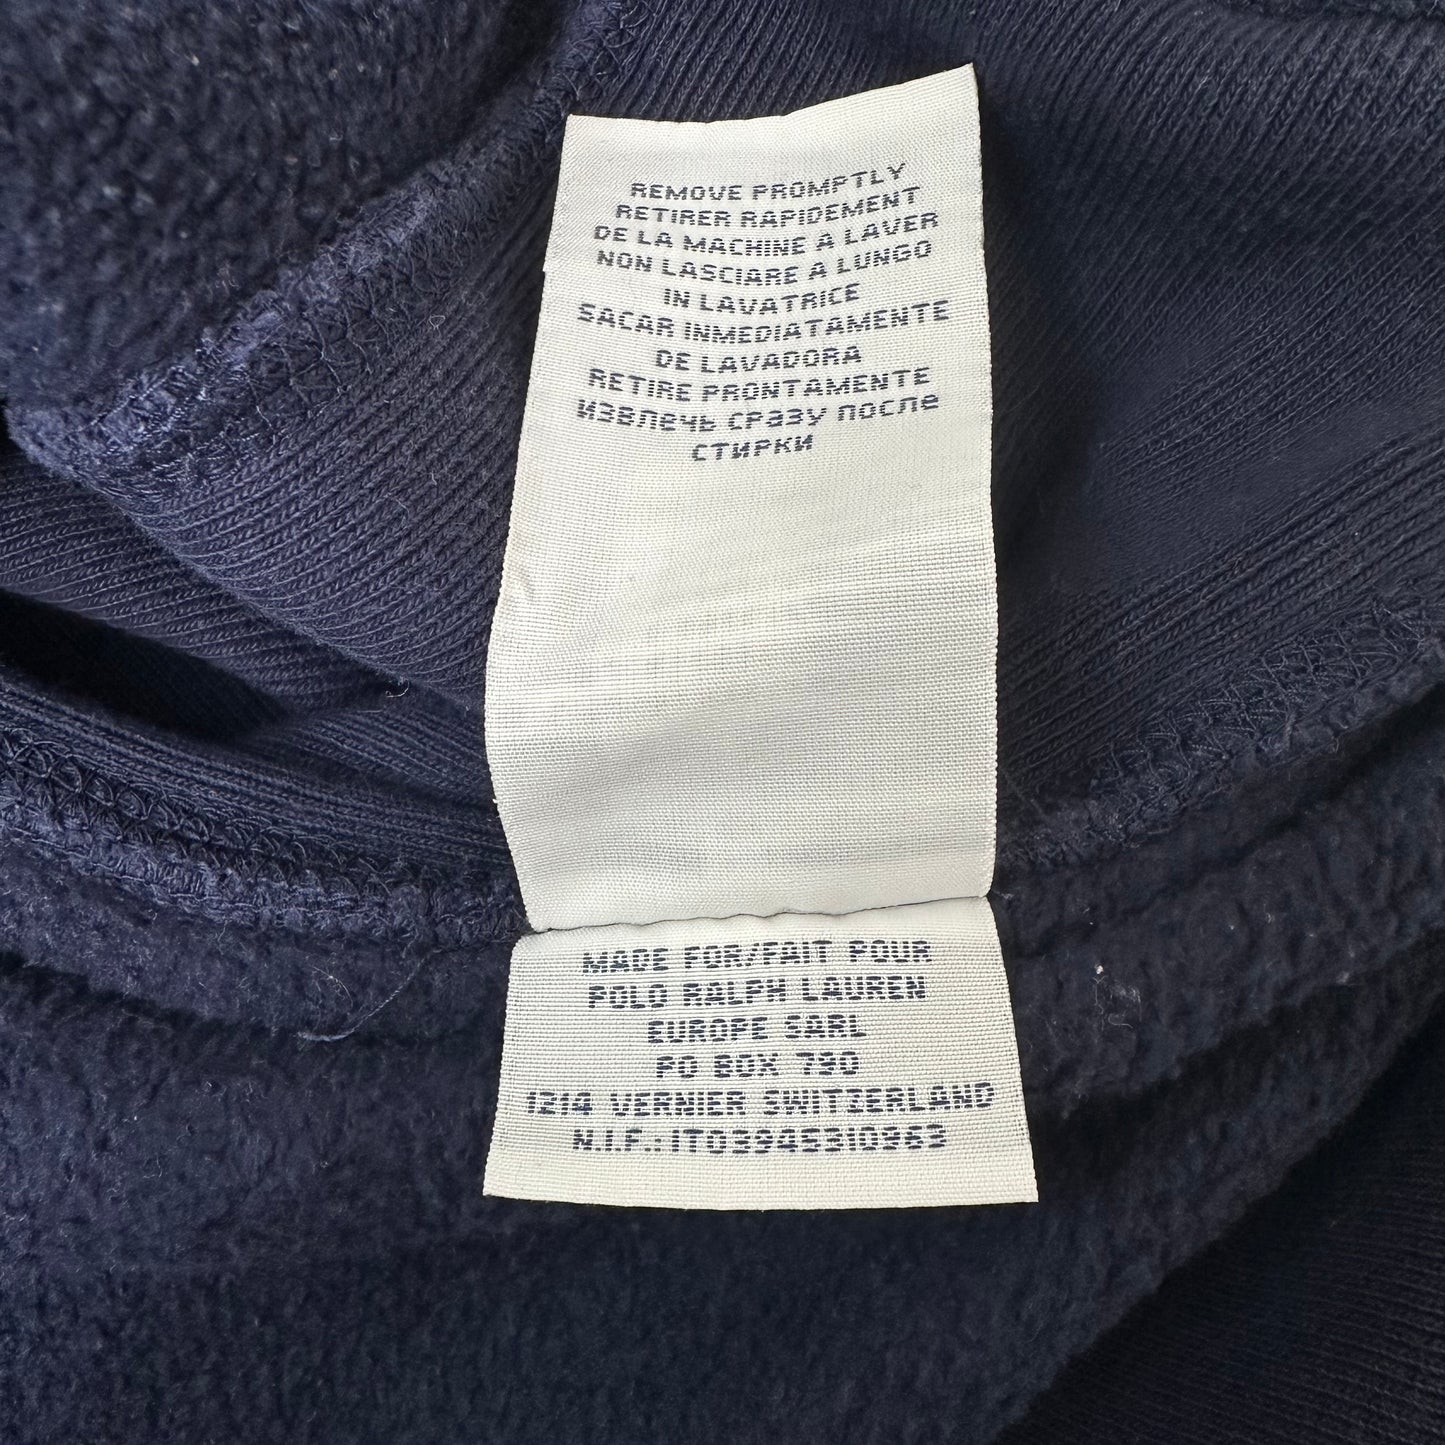 REMOVE PROMPTLY
RETIRER RAPIDEMENT
DE LA MACHINE A LAVER
NON LASCIARE A LUNGO
IN LAVATRICE
SACAR INMEDIATAMENTE
DE LAVADORA
RETIRE PRONTAMENTE
ИЗВЛЕЧЬ СРАЗУ ПОСЛЕ
СТИРКИ
MADE FOR/FAIT POUR
POLO RALPH LAUREN
EUROPE SARL
PO BOX 790
1214 VERNIER SWITZERLAND
N.I.F.:IT03945310963